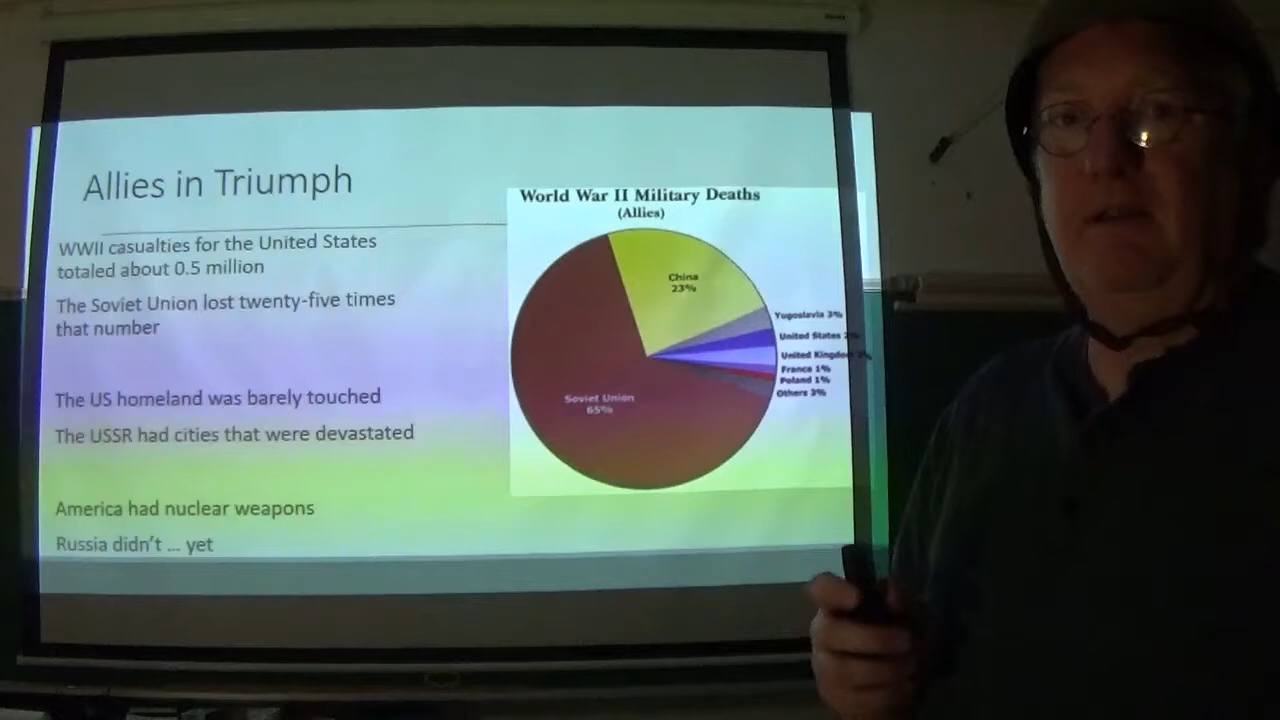 Allies in Triumph
WWII casualties for the United States
totaled about 0.5 million
The Soviet Union lost twenty-five times
that number
The US homeland was barely touched
The USSR had cities that were devastated
America had nuclear weapons
Russia didn't ... yet
World War II Military Deaths
(Allies)
China
23%
Yugoslavia 3%
United States
United Kingdom
France 1%
Poland 1%
Others 3%
Soviet Union
65%